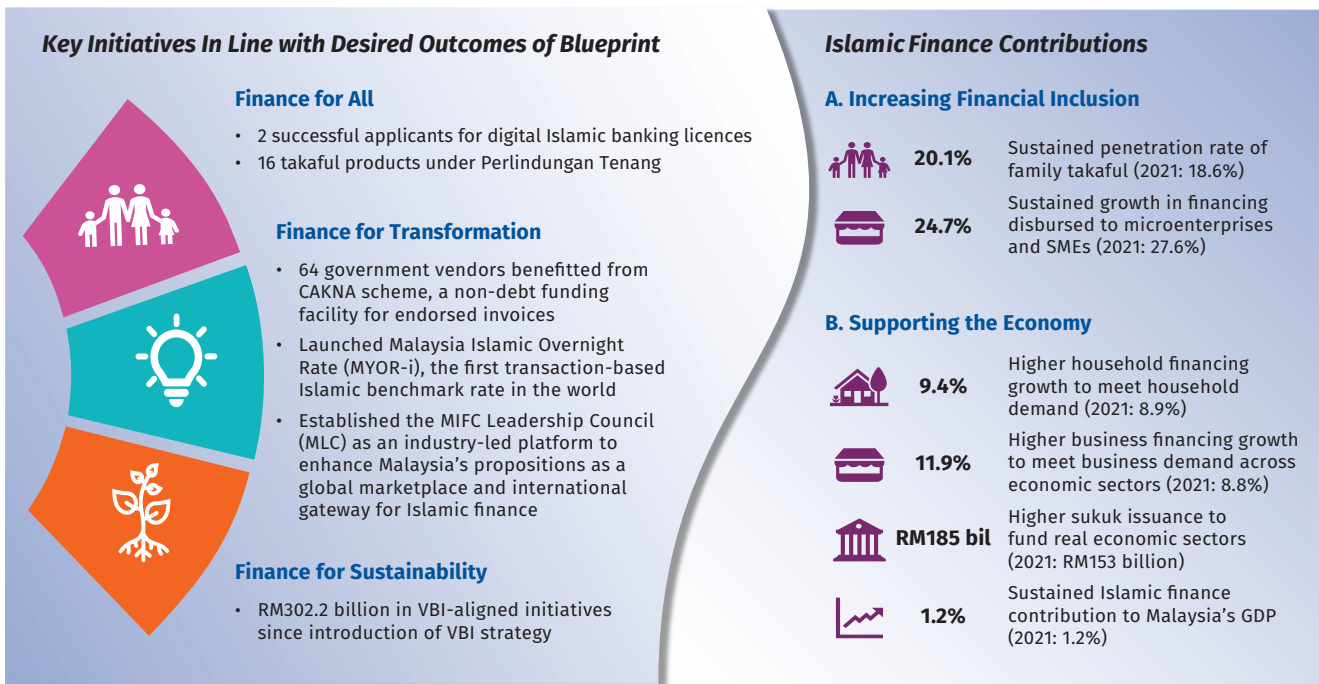 Key Initiatives In Line with Desired Outcomes of Blueprint
Finance for All
• 2 successful applicants for digital Islamic banking licences
• 16 takaful products under Perlindungan Tenang
Finance for Transformation
• 64 government vendors benefitted from
CAKNA scheme, a non-debt funding
facility for endorsed invoices
• Launched Malaysia Islamic Overnight
Rate (MYOR-i), the first transaction-based
Islamic benchmark rate in the world
• Established the MIFC Leadership Council
(MLC) as an industry-led platform to
enhance Malaysia’s propositions as a
global marketplace and international
gateway for Islamic finance
Finance for Sustainability
• RM302.2 billion in VBI-aligned initiatives
since introduction of VBI strategy
Islamic Finance Contributions
A. Increasing Financial Inclusion
20.1%
Sustained penetration rate of
family takaful (2021: 18.6%)
24.7%
Sustained growth in financing
disbursed to microenterprises
and SMEs (2021: 27.6%)
B. Supporting the Economy
9.4%
Higher household financing
growth to meet household
demand (2021: 8.9%)
11.9%
Higher business financing growth
to meet business demand across
economic sectors (2021: 8.8%)
RM185 bil
Higher sukuk issuance to
fund real economic sectors
(2021: RM153 billion)
1.2%
Sustained Islamic finance
contribution to Malaysia’s GDP
(2021: 1.2%)